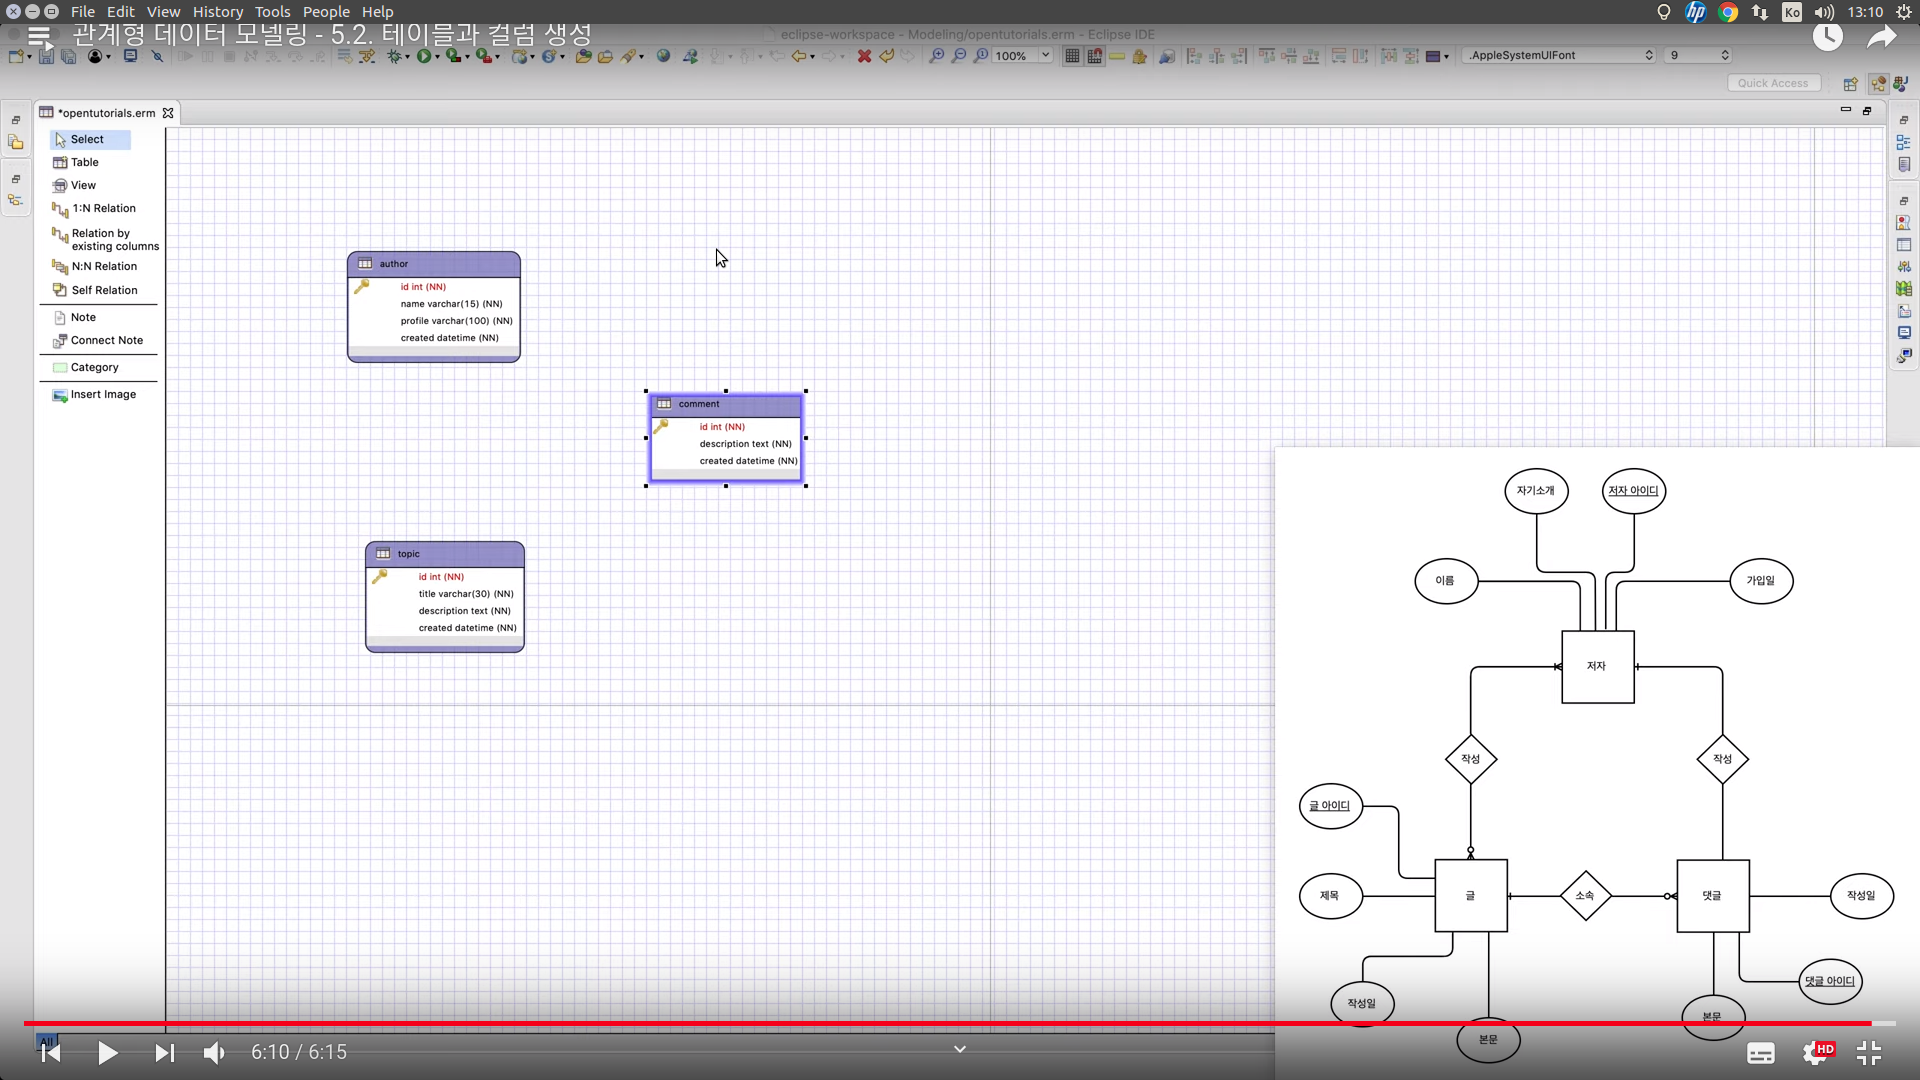 File Edit View History Tools People Help
Ko
13:10
관계형 데이터 모델링 - 5.2. 테이블과 컬럼 생성
eclipse-workspace - Modeling/opentutorials.erm - Eclipse IDE
100%
.AppleSystemUIFont
9
Quick Access
*opentutorials.erm
Select
Table
View
1:N Relation
Relation by
existing columns
N:N Relation
Self Relation
Note
Connect Note
Category
Insert Image
author
id int (NN)
name varchar(15) (NN)
profile varchar(100) (NN)
created datetime (NN)
comment
id int (NN)
description text (NN)
created datetime (NN)
topic
id int (NN)
title varchar(30) (NN)
description text (NN)
created datetime (NN)
자기소개
저자 아이디
이름
가입일
저자
작성
작성
글 아이디
제목
글
소속
댓글
작성일
댓글 아이디
작성일
본문
본문
All
6:10 / 6:15
HD